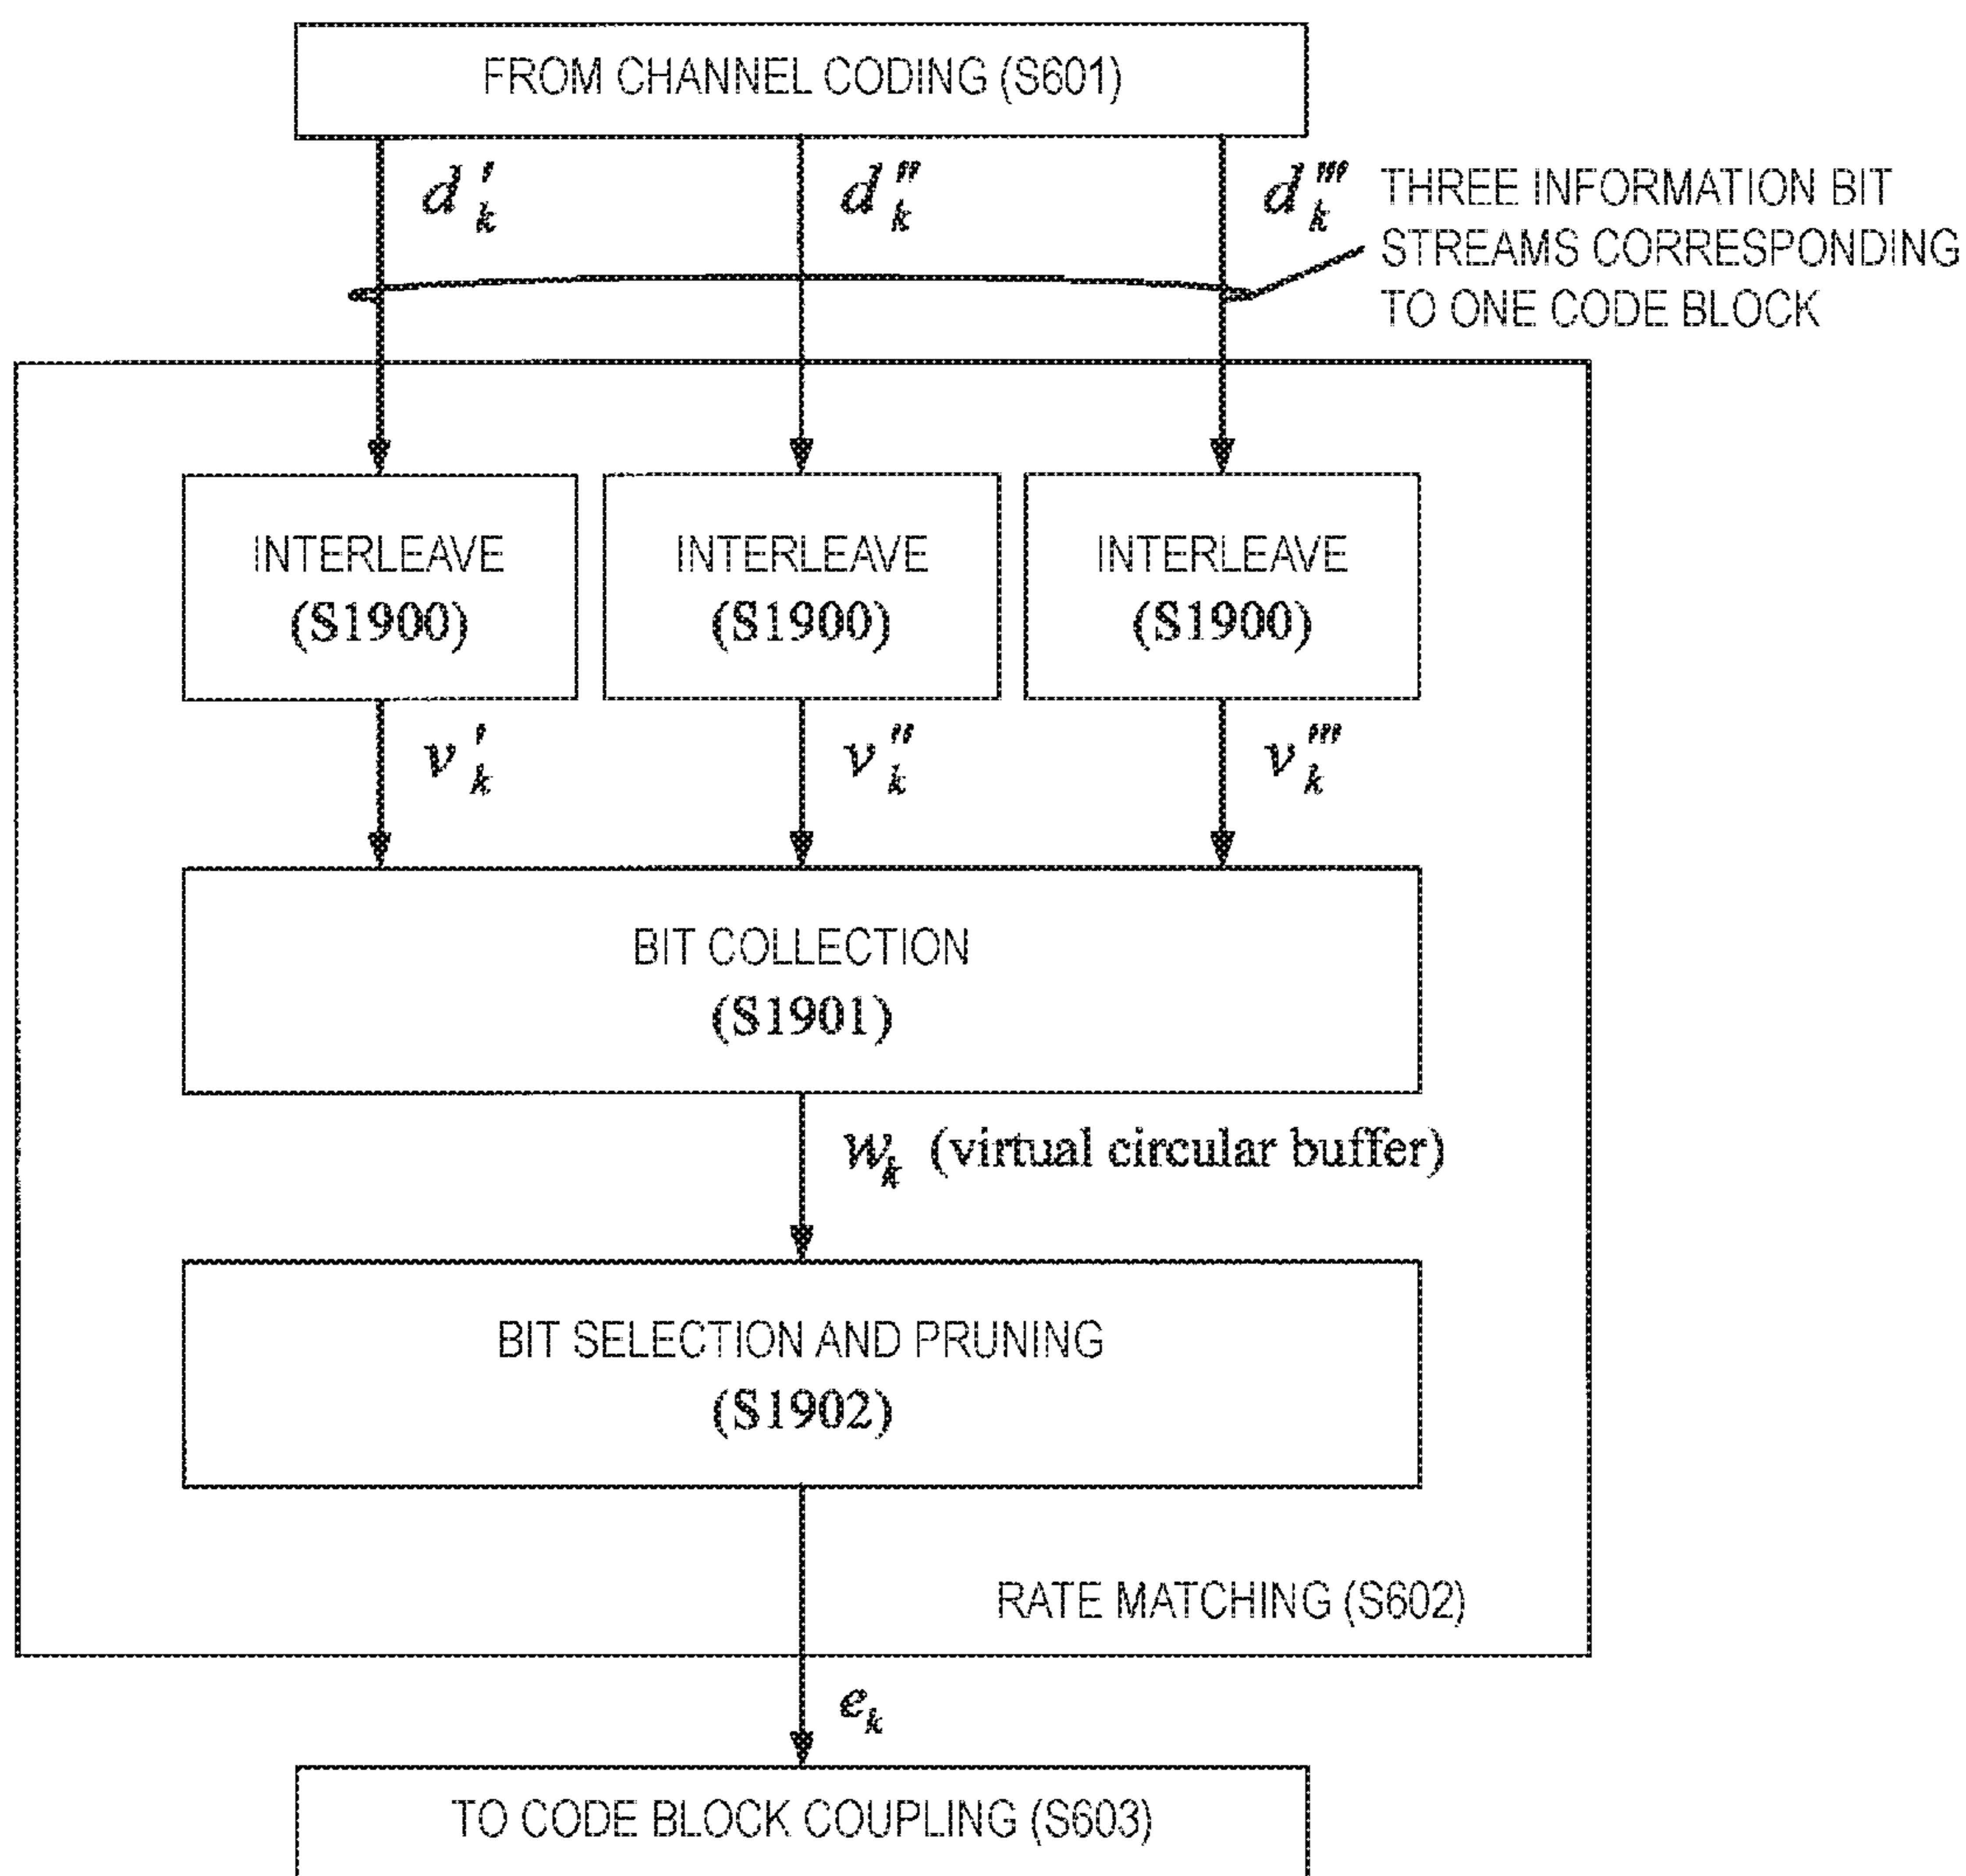 FROM CHANNEL CODING (S601)
d'k d''k d'''k
THREE INFORMATION BIT
STREAMS CORRESPONDING
TO ONE CODE BLOCK
INTERLEAVE INTERLEAVE INTERLEAVE
(S1900) (S1900) (S1900)
v'k v''k v'''k
BIT COLLECTION
(S1901)
wk (virtual circular buffer)
BIT SELECTION AND PRUNING
(S1902)
RATE MATCHING (S602)
ek
TO CODE BLOCK COUPLING (S603)